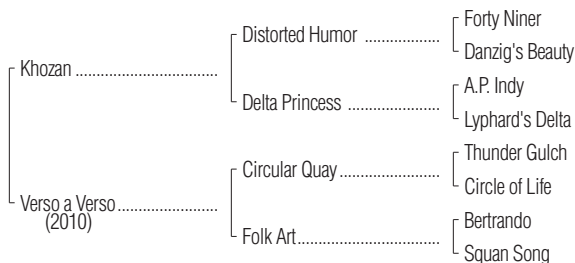 Forty Niner
Distorted Humor ..................
Danzig's Beauty
Khozan ..................................
A.P. Indy
Delta Princess ......................
Lyphard's Delta
Thunder Gulch
Circular Quay ........................
Circle of Life
Verso a Verso ........................
(2010)
Bertrando
Folk Art ..................................
Squan Song